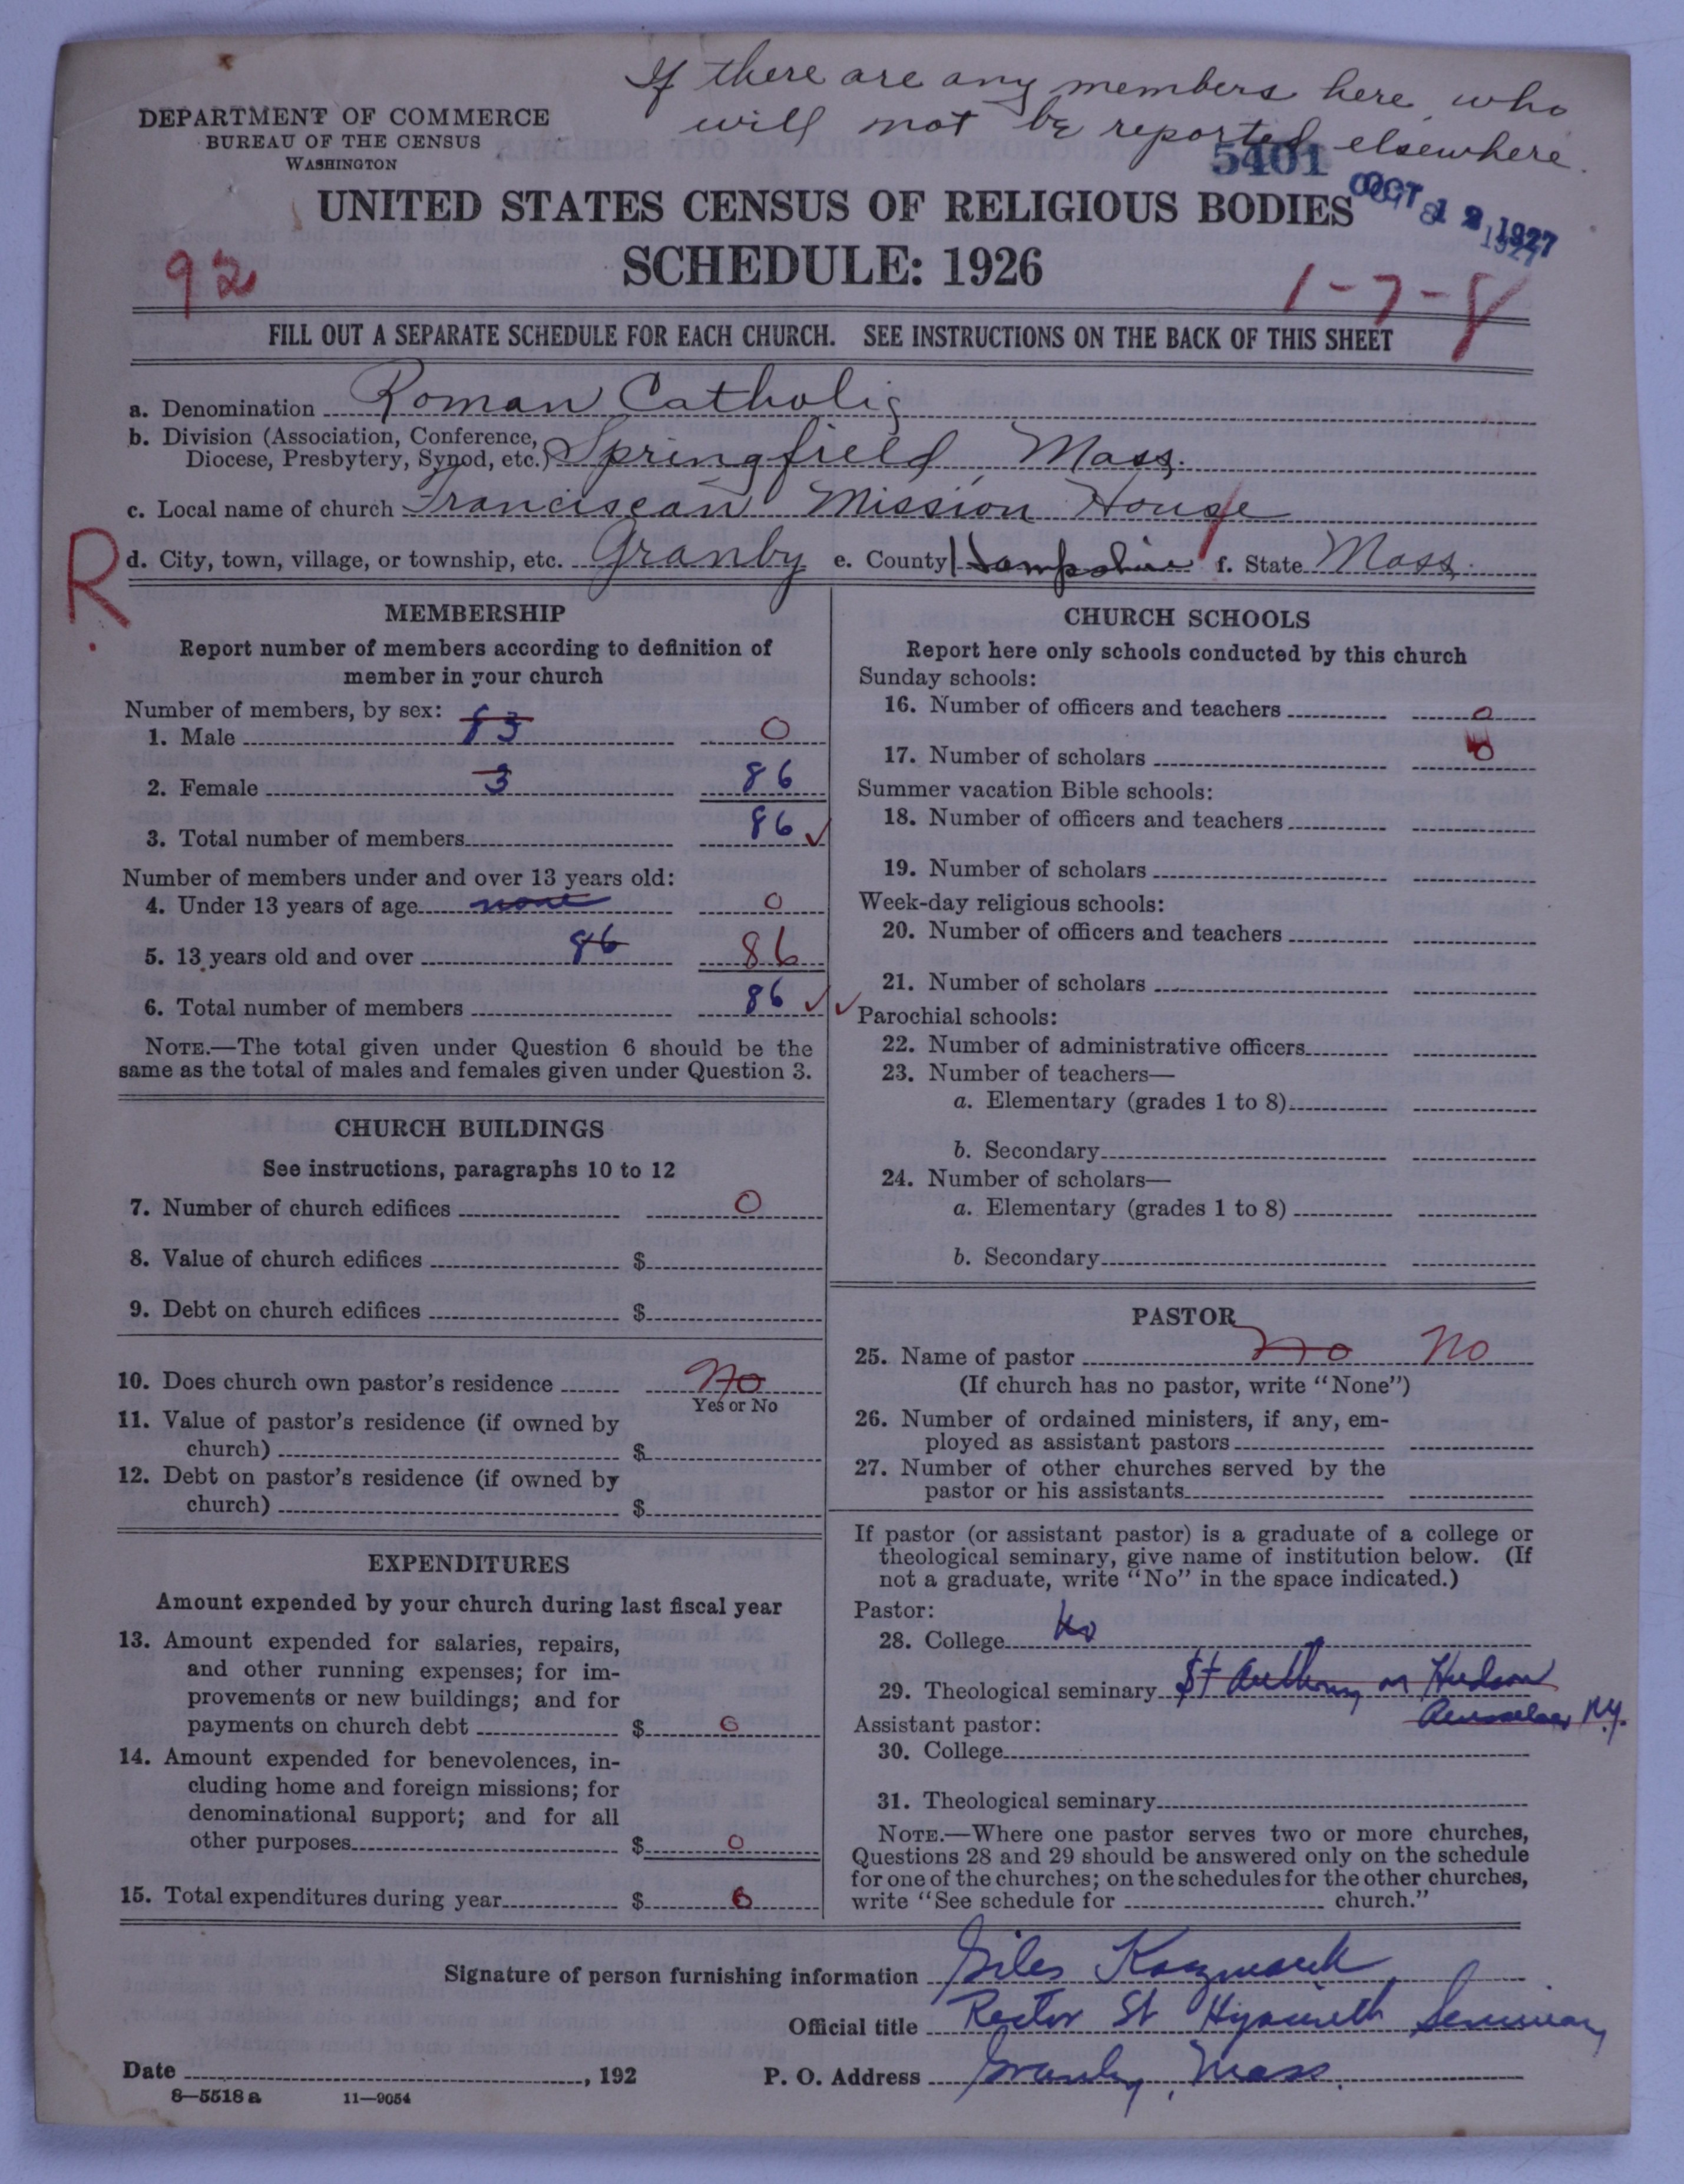 If there are any members here who
will not be reported elsewhere.
DEPARTMENT OF COMMERCE
BUREAU OF THE CENSUS
WASHINGTON
5401
OCT 12 1927
UNITED STATES CENSUS OF RELIGIOUS BODIES
SCHEDULE: 1926
92
1-7-8
FILL OUT A SEPARATE SCHEDULE FOR EACH CHURCH. SEE INSTRUCTIONS ON THE BACK OF THIS SHEET
a. Denomination Roman Catholic
b. Division (Association, Conference,
Diocese, Presbytery, Synod, etc.) Springfield, Mass.
c. Local name of church Franciscan Mission House
R.
d. City, town, village, or township, etc. Granby e. County Hampshire f. State Mass.
MEMBERSHIP
Report number of members according to definition of
member in your church
Number of members, by sex: 83
1. Male 0
2. Female 3 86
3. Total number of members 86
Number of members under and over 13 years old:
4. Under 13 years of age none 0
5. 13 years old and over 86 86
6. Total number of members 86
NOTE.—The total given under Question 6 should be the
same as the total of males and females given under Question 3.
CHURCH BUILDINGS
See instructions, paragraphs 10 to 12
7. Number of church edifices 0
8. Value of church edifices $
9. Debt on church edifices $
10. Does church own pastor's residence No
Yes or No
11. Value of pastor's residence (if owned by
church) $
12. Debt on pastor's residence (if owned by
church) $
EXPENDITURES
Amount expended by your church during last fiscal year
13. Amount expended for salaries, repairs,
and other running expenses; for im-
provements or new buildings; and for
payments on church debt $ 0
14. Amount expended for benevolences, in-
cluding home and foreign missions; for
denominational support; and for all
other purposes $ 0
15. Total expenditures during year $ 0
CHURCH SCHOOLS
Report here only schools conducted by this church
Sunday schools:
16. Number of officers and teachers 0
17. Number of scholars 0
Summer vacation Bible schools:
18. Number of officers and teachers
19. Number of scholars
Week-day religious schools:
20. Number of officers and teachers
21. Number of scholars
Parochial schools:
22. Number of administrative officers
23. Number of teachers—
a. Elementary (grades 1 to 8)
b. Secondary
24. Number of scholars—
a. Elementary (grades 1 to 8)
b. Secondary
PASTOR
25. Name of pastor No No
(If church has no pastor, write "None")
26. Number of ordained ministers, if any, em-
ployed as assistant pastors
27. Number of other churches served by the
pastor or his assistants
If pastor (or assistant pastor) is a graduate of a college or
theological seminary, give name of institution below. (If
not a graduate, write "No" in the space indicated.)
Pastor:
28. College No
29. Theological seminary St Anthony on Hudson
Rensselaer N.Y.
Assistant pastor:
30. College
31. Theological seminary
NOTE.—Where one pastor serves two or more churches,
Questions 28 and 29 should be answered only on the schedule
for one of the churches; on the schedules for the other churches,
write "See schedule for church."
Signature of person furnishing information Giles Kaczmarek
Official title Rector St Hyacinth Seminary
Date , 192 P. O. Address Granby, Mass.
8—5518a 11—9054